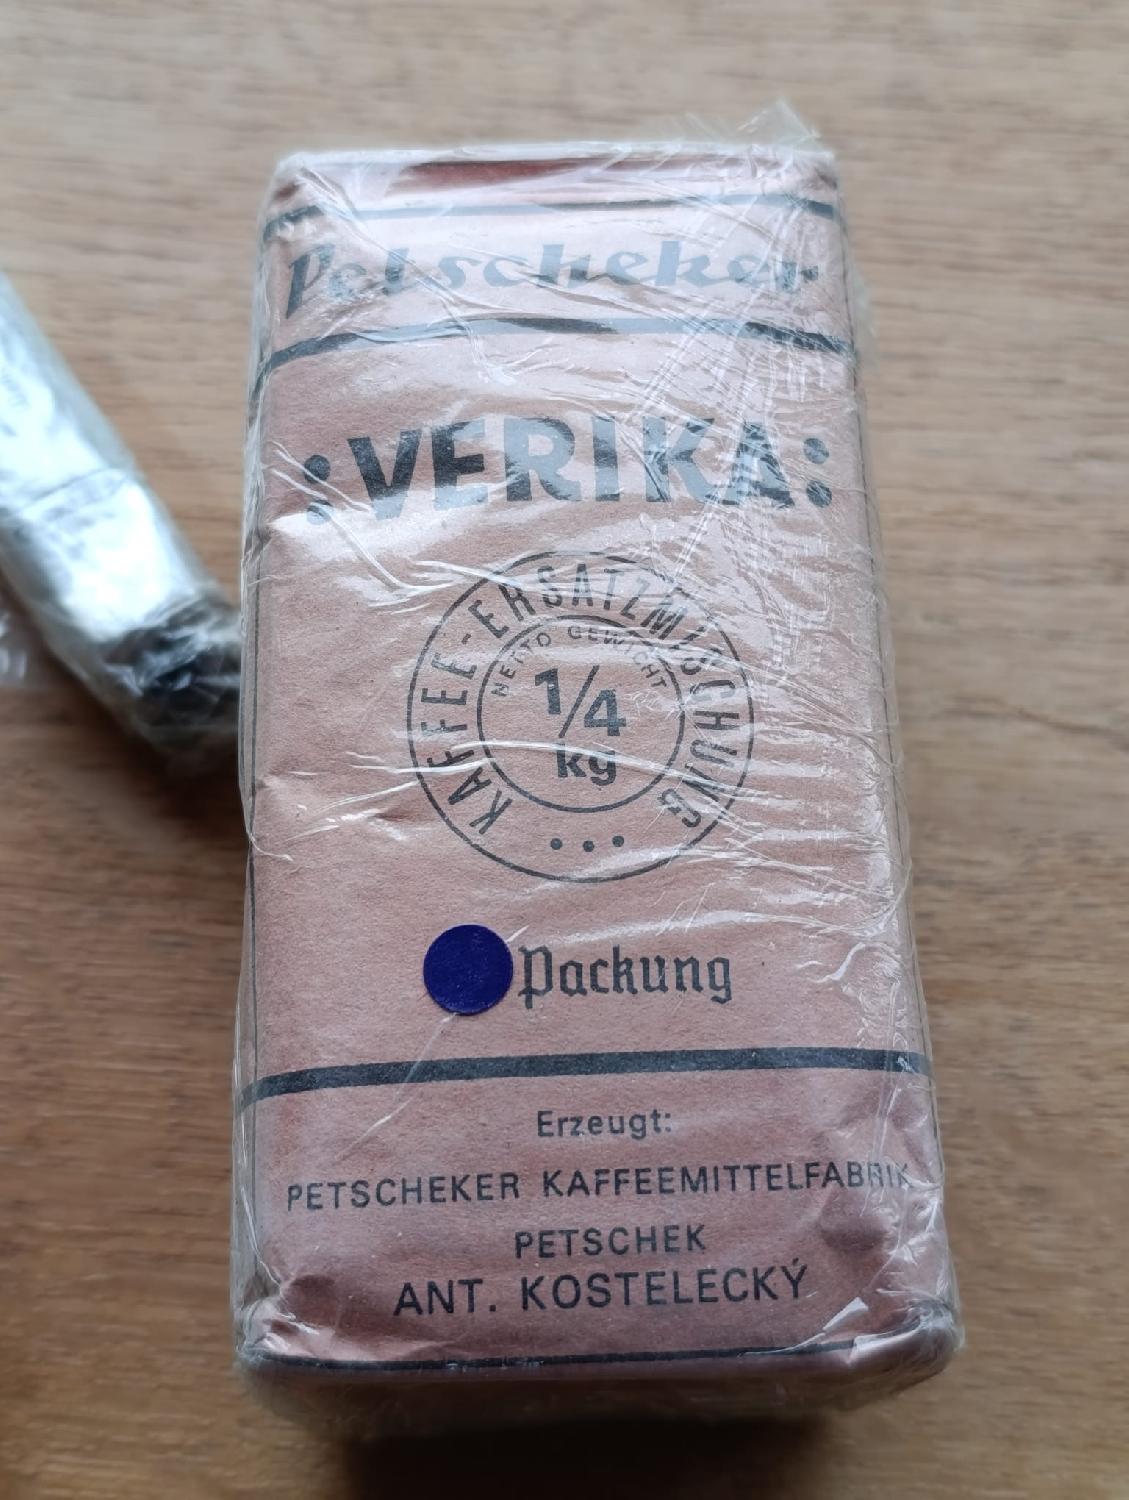 Petscheker
:VERIKA:
KAFFEE-ERSATZMISCHUNG
NETTO GEWICHT
1/4
kg
Packung
Erzeugt:
PETSCHEKER KAFFEEMITTELFABRIK
PETSCHEK
ANT. KOSTELECKÝ